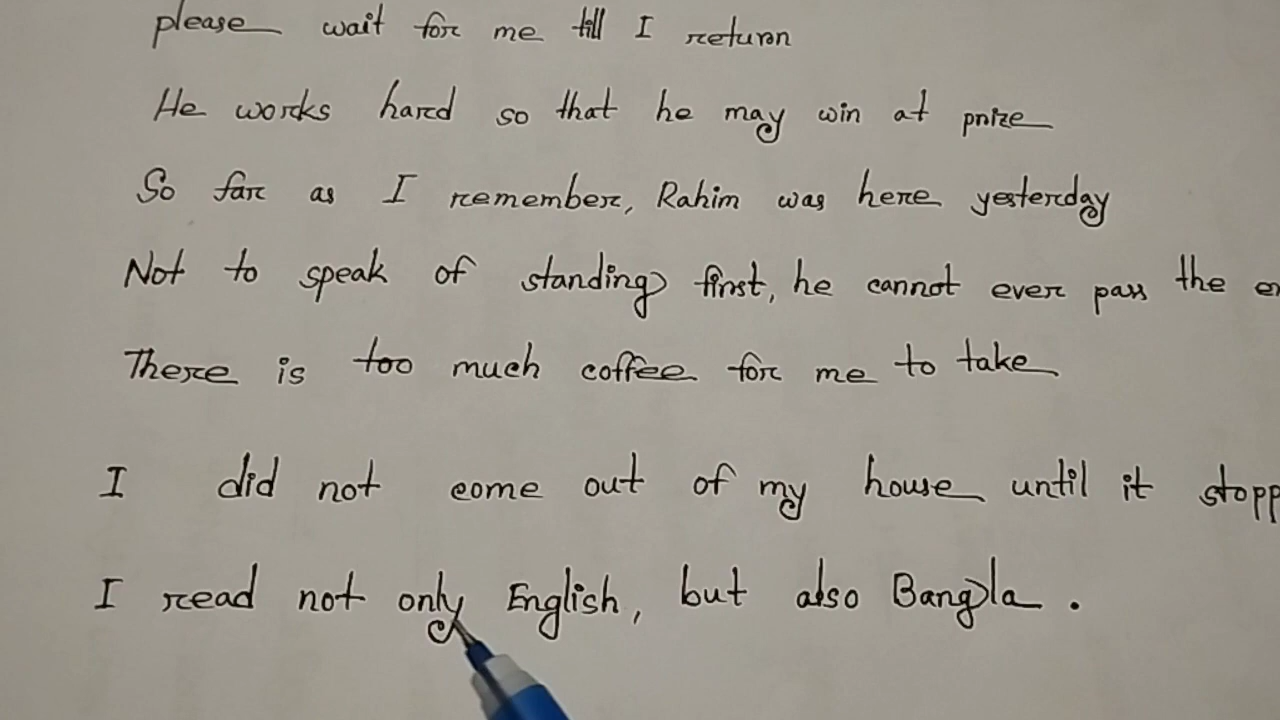 please wait for me till I return
He works hard so that he may win at prize
So far as I remember, Rahim was here yesterday
Not to speak of standing first, he cannot ever pass the
There is too much coffee for me to take
I did not come out of my house until it stopp
I read not only English, but also Bangla.